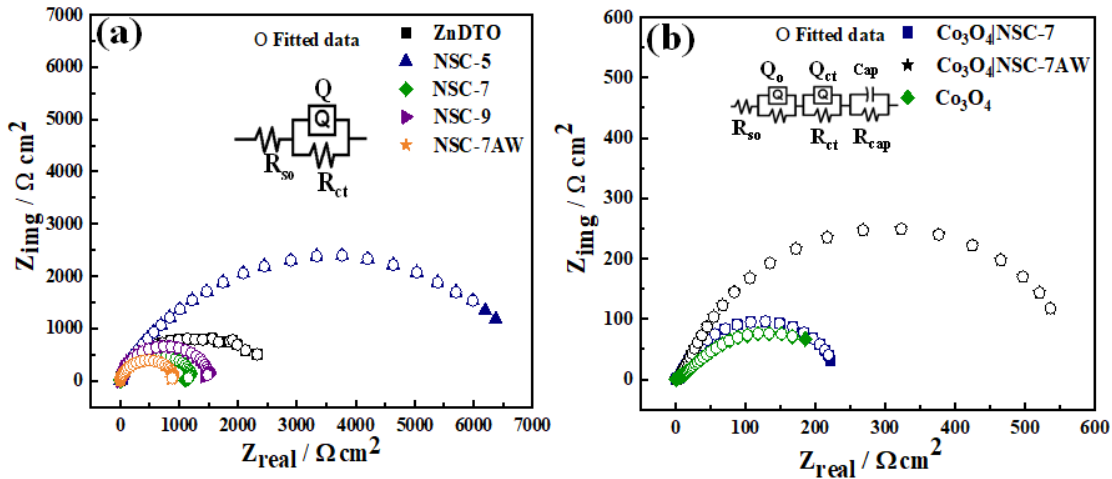 (a)
O Fitted data
ZnDTO
NSC-5
NSC-7
NSC-9
NSC-7AW
Q
Q
Rso
Rct
7000
6000
5000
4000
3000
2000
1000
0
Zimg / Ω cm²
0 1000 2000 3000 4000 5000 6000 7000
Zreal / Ω cm²
(b)
O Fitted data
Co₃O₄|NSC-7
Co₃O₄|NSC-7AW
Co₃O₄
Qo Qct Cap
Q Q
Rso Rct Rcap
600
500
400
300
200
100
0
Zimg / Ω cm²
0 100 200 300 400 500 600
Zreal / Ω cm²